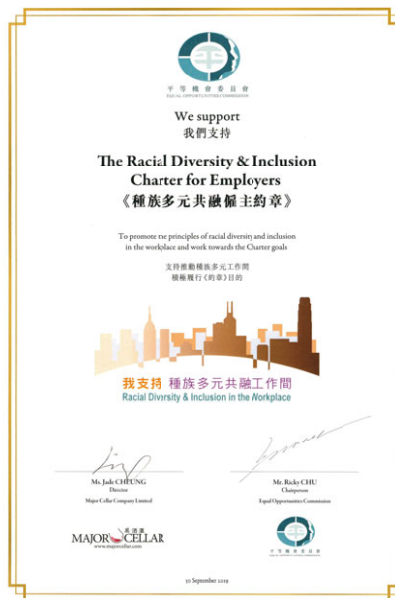 平等機會委員會
EQUAL OPPORTUNITIES COMMISSION
We support
我們支持
The Racial Diversity & Inclusion
Charter for Employers
《種族多元共融僱主約章》
To promote the principles of racial diversity and inclusion
in the workplace and work towards the Charter goals
支持推動種族多元工作間
積極履行《約章》目的
我支持 種族多元共融工作間
Racial Diversity & Inclusion in the Workplace
Ms. Jade CHEUNG
Director
Major Cellar Company Limited
Mr. Ricky CHU
Chairperson
Equal Opportunities Commission
MAJOR CELLAR
www.majorcellar.com
平等機會委員會
30 September 2019